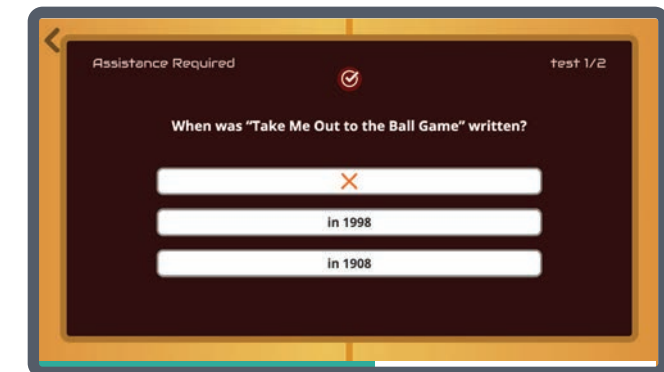 Assistance Required
test 1/2
When was “Take Me Out to the Ball Game” written?
in 1998
in 1908